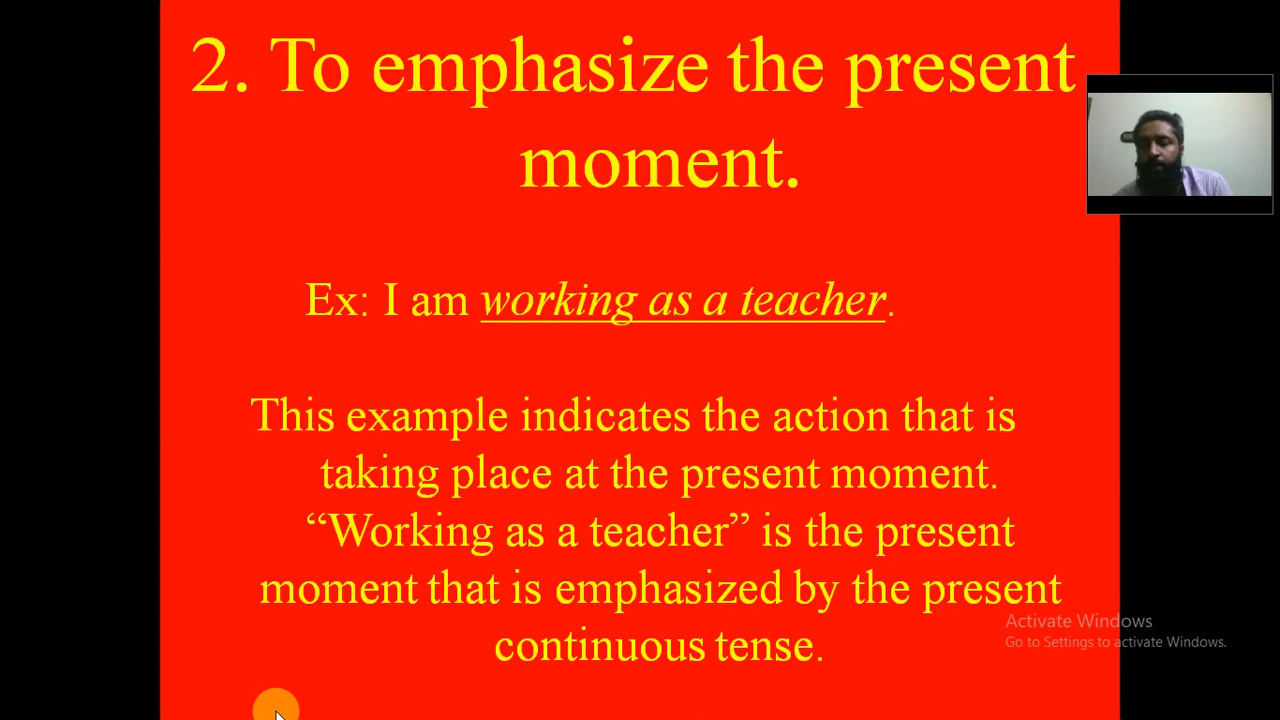 2. To emphasize the present
moment.
Ex: I am working as a teacher.
This example indicates the action that is
taking place at the present moment.
“Working as a teacher” is the present
moment that is emphasized by the present
continuous tense.
Activate Windows
Go to Settings to activate Windows.